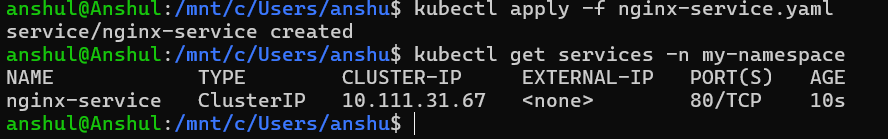 anshul@Anshul:/mnt/c/Users/anshu$ kubectl apply -f nginx-service.yaml
service/nginx-service created
anshul@Anshul:/mnt/c/Users/anshu$ kubectl get services -n my-namespace
NAME            TYPE        CLUSTER-IP     EXTERNAL-IP   PORT(S)   AGE
nginx-service   ClusterIP   10.111.31.67   <none>        80/TCP    10s
anshul@Anshul:/mnt/c/Users/anshu$